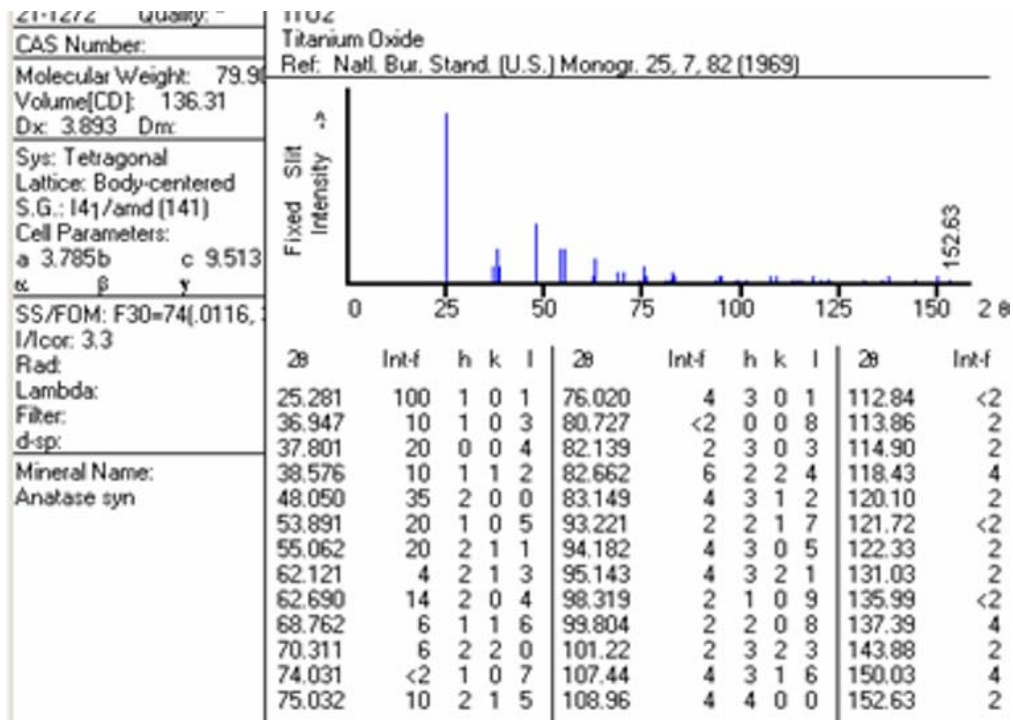 21-1272 Quality:
CAS Number:
Molecular Weight: 79.90
Volume[CD]: 136.31
Dx: 3.893 Dm:
Sys: Tetragonal
Lattice: Body-centered
S.G.: I41/amd (141)
Cell Parameters:
a 3.785b c 9.513
α β γ
SS/FOM: F30=74(.0116,
I/Icor: 3.3
Rad:
Lambda:
Filter:
d-sp:
Mineral Name:
Anatase syn
TiO2
Titanium Oxide
Ref: Natl. Bur. Stand. (U.S.) Monogr. 25, 7, 82 (1969)
Fixed Slit
Intensity ->
152.63
0 25 50 75 100 125 150 2 θ
2θ Int-f h k l 2θ Int-f h k l 2θ Int-f
25.281 100 1 0 1 76.020 4 3 0 1 112.84 <2
36.947 10 1 0 3 80.727 <2 0 0 8 113.86 2
37.801 20 0 0 4 82.139 2 3 0 3 114.90 2
38.576 10 1 1 2 82.662 6 2 2 4 118.43 4
48.050 35 2 0 0 83.149 4 3 1 2 120.10 2
53.891 20 1 0 5 93.221 2 2 1 7 121.72 <2
55.062 20 2 1 1 94.182 4 3 0 5 122.33 2
62.121 4 2 1 3 95.143 4 3 2 1 131.03 2
62.690 14 2 0 4 98.319 2 1 0 9 135.99 <2
68.762 6 1 1 6 99.804 2 2 0 8 137.39 4
70.311 6 2 2 0 101.22 2 3 2 3 143.88 2
74.031 <2 1 0 7 107.44 4 3 1 6 150.03 4
75.032 10 2 1 5 108.96 4 4 0 0 152.63 2